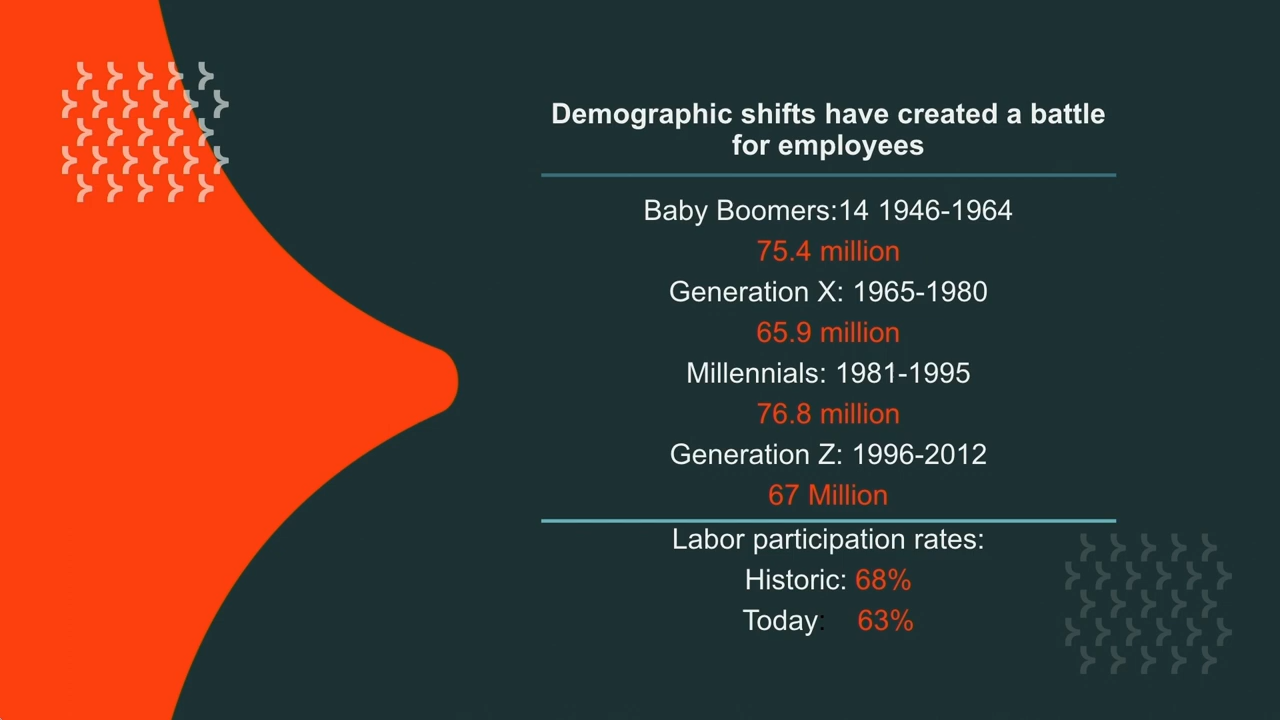 Demographic shifts have created a battle
for employees
Baby Boomers:14 1946-1964
75.4 million
Generation X: 1965-1980
65.9 million
Millennials: 1981-1995
76.8 million
Generation Z: 1996-2012
67 Million
Labor participation rates:
Historic: 68%
Today: 63%